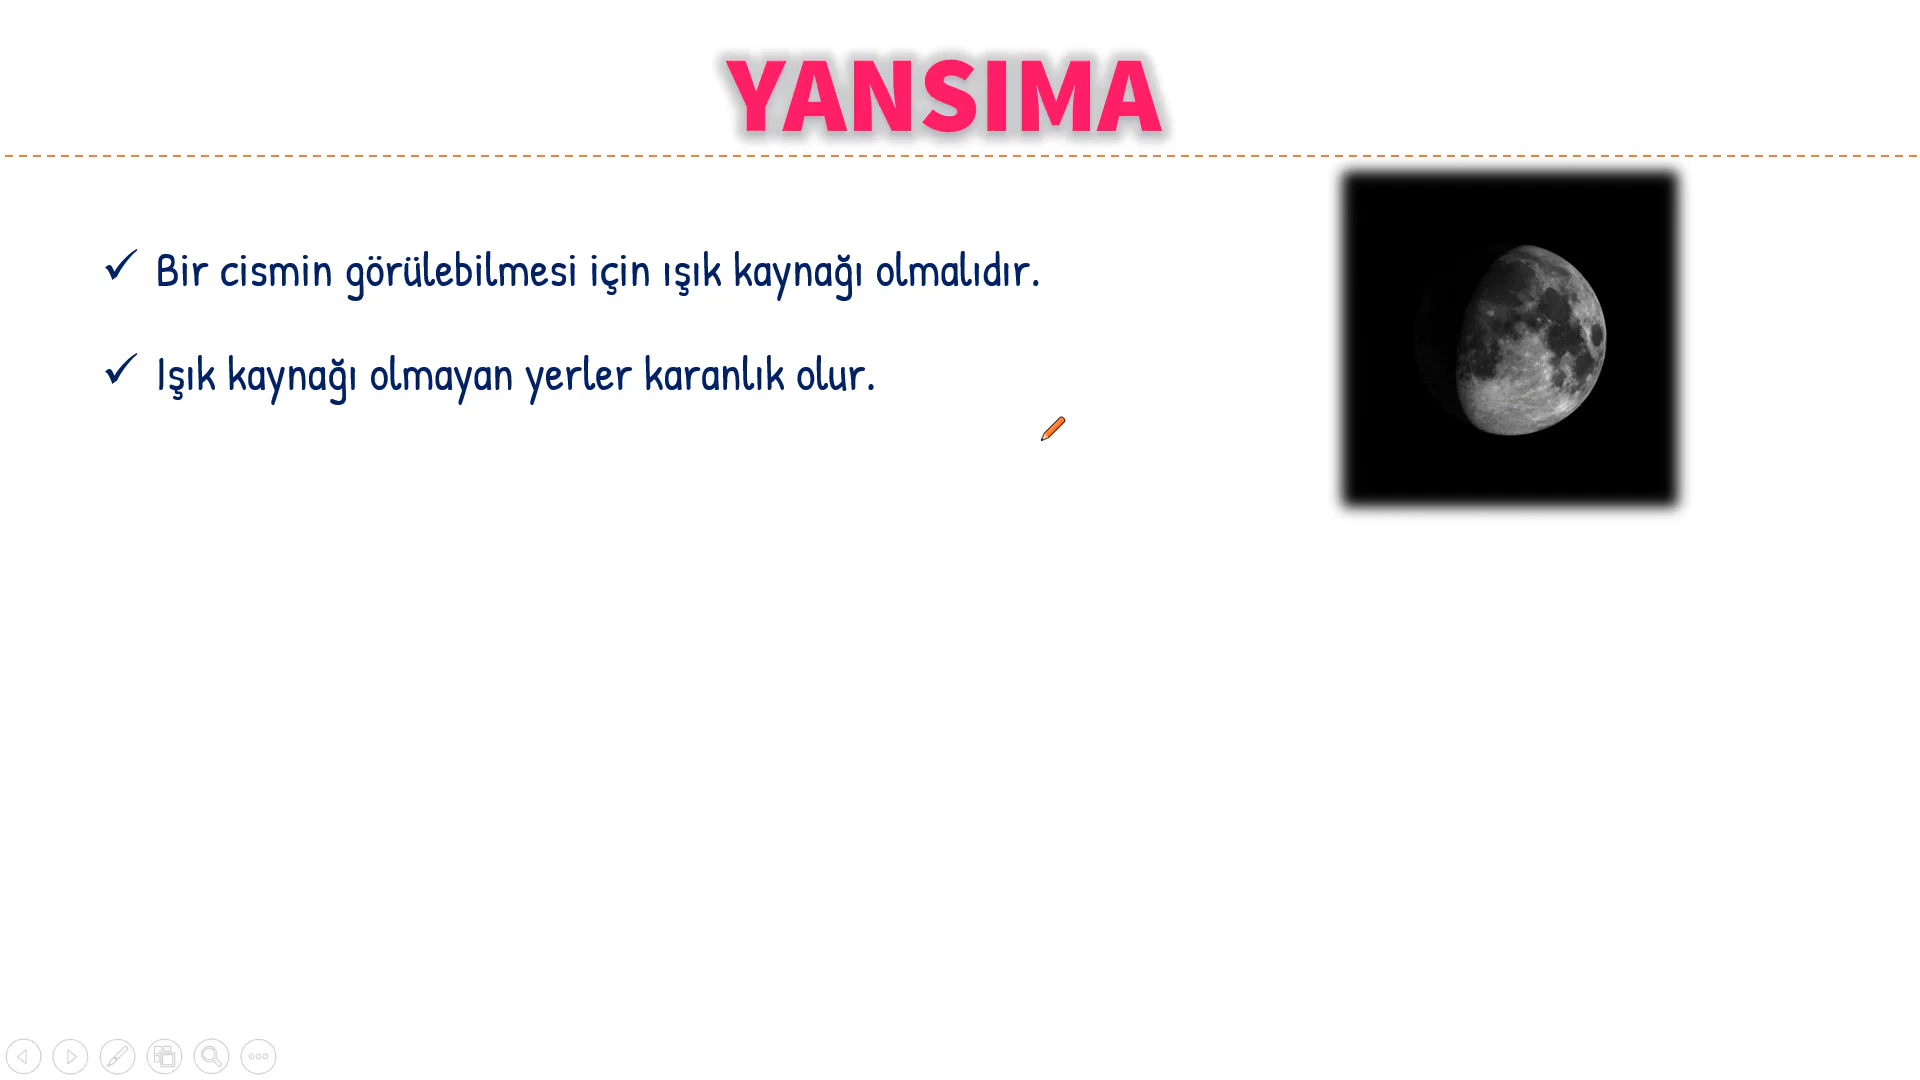 YANSIMA
✓ Bir cismin görülebilmesi için ışık kaynağı olmalıdır.
✓ Işık kaynağı olmayan yerler karanlık olur.